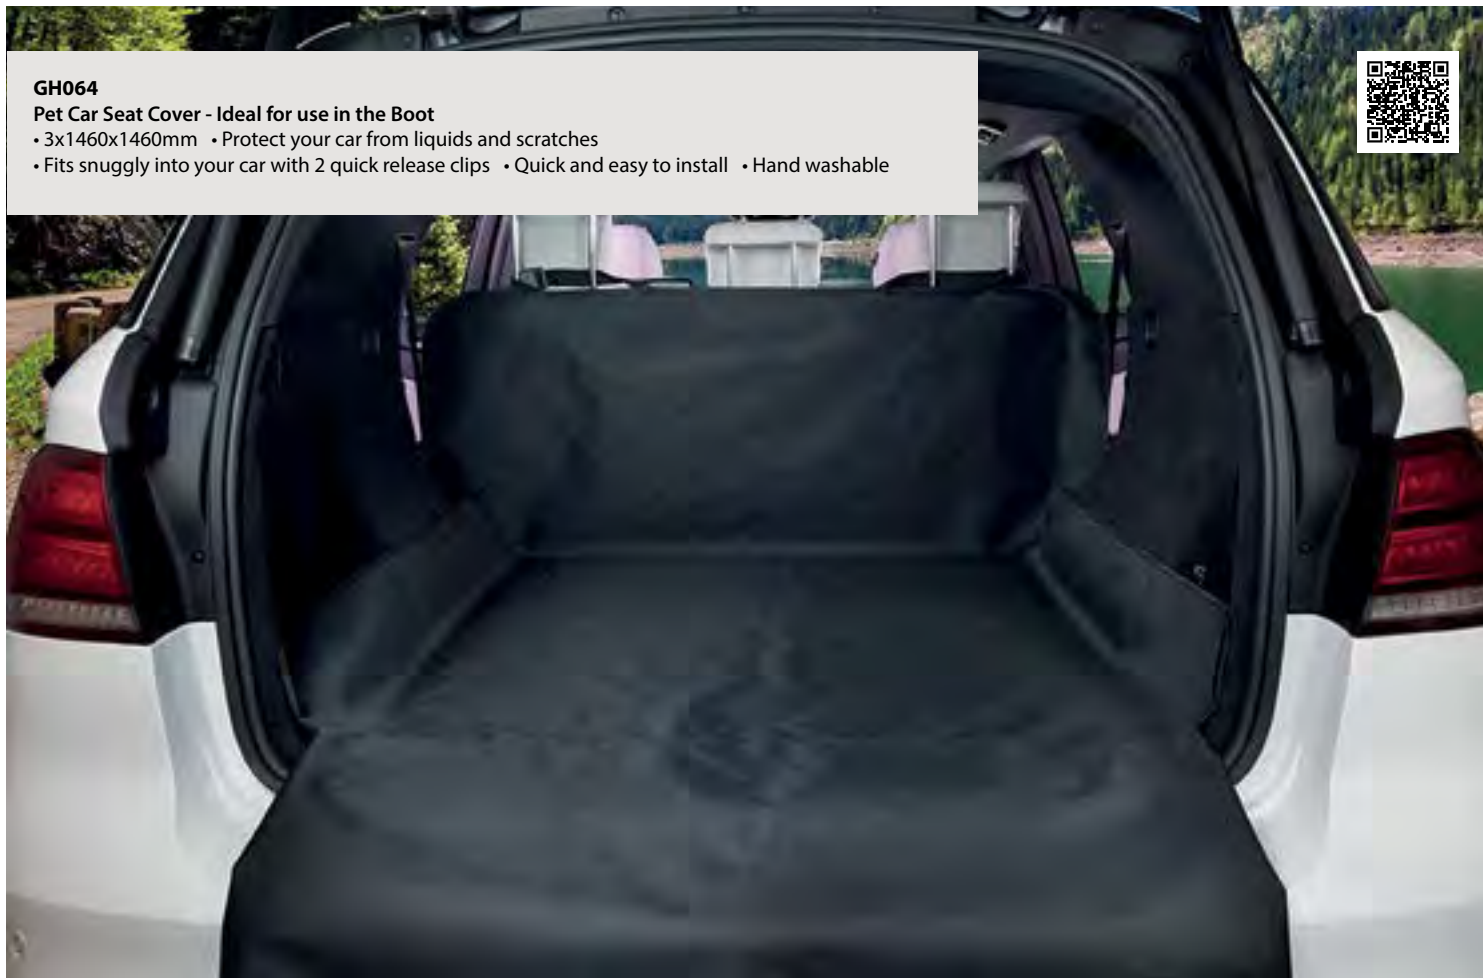 GH064
Pet Car Seat Cover - Ideal for use in the Boot
• 3x1460x1460mm • Protect your car from liquids and scratches
• Fits snuggly into your car with 2 quick release clips • Quick and easy to install • Hand washable